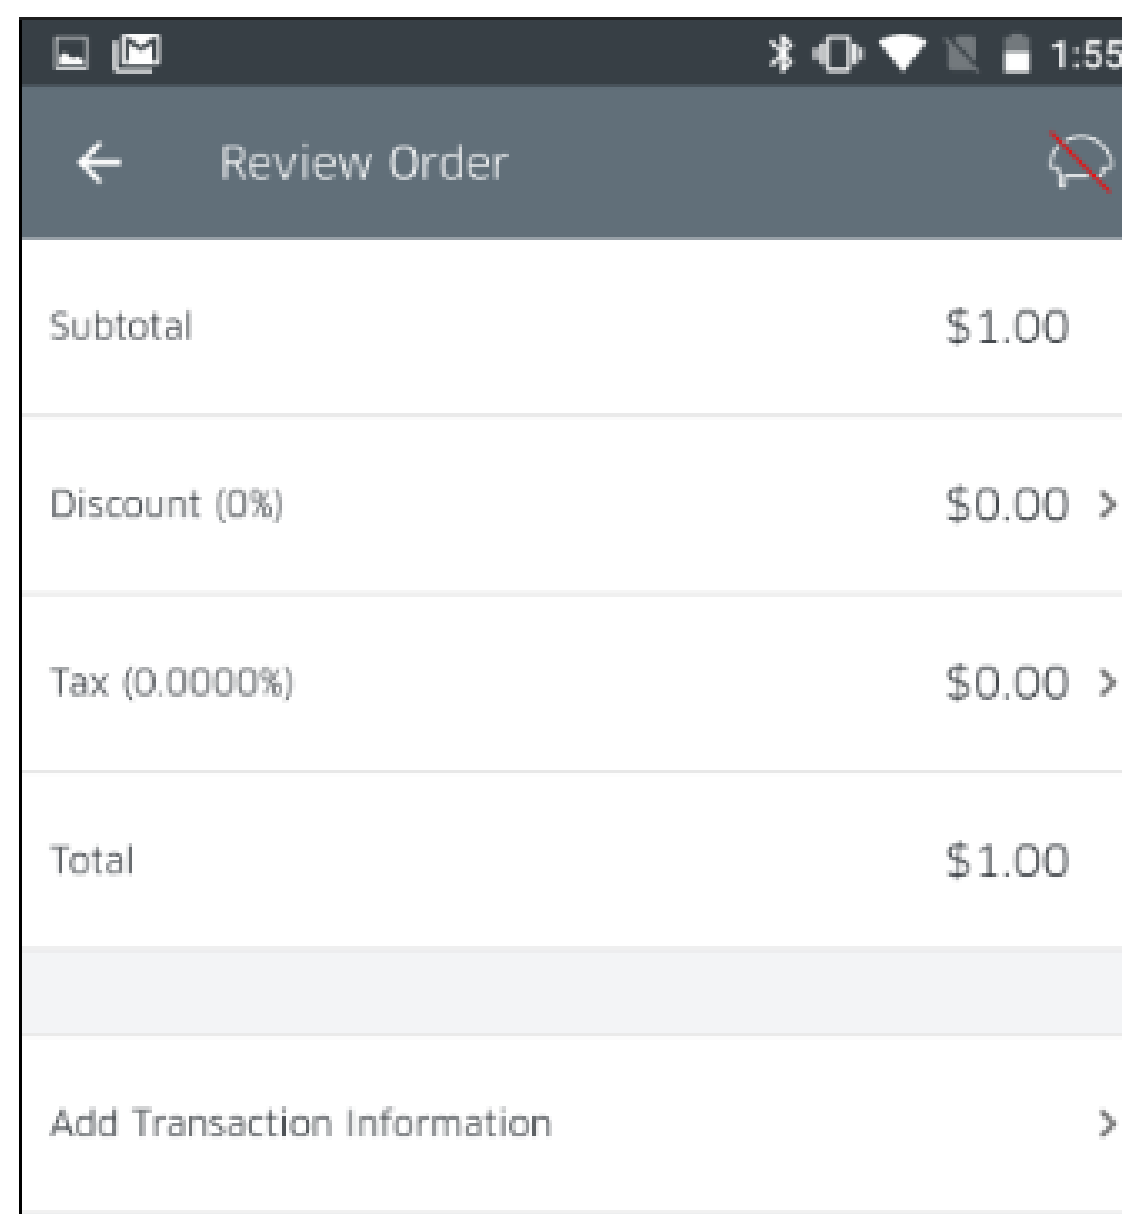 1:55
Review Order
Subtotal $1.00
Discount (0%) $0.00
Tax (0.0000%) $0.00
Total $1.00
Add Transaction Information